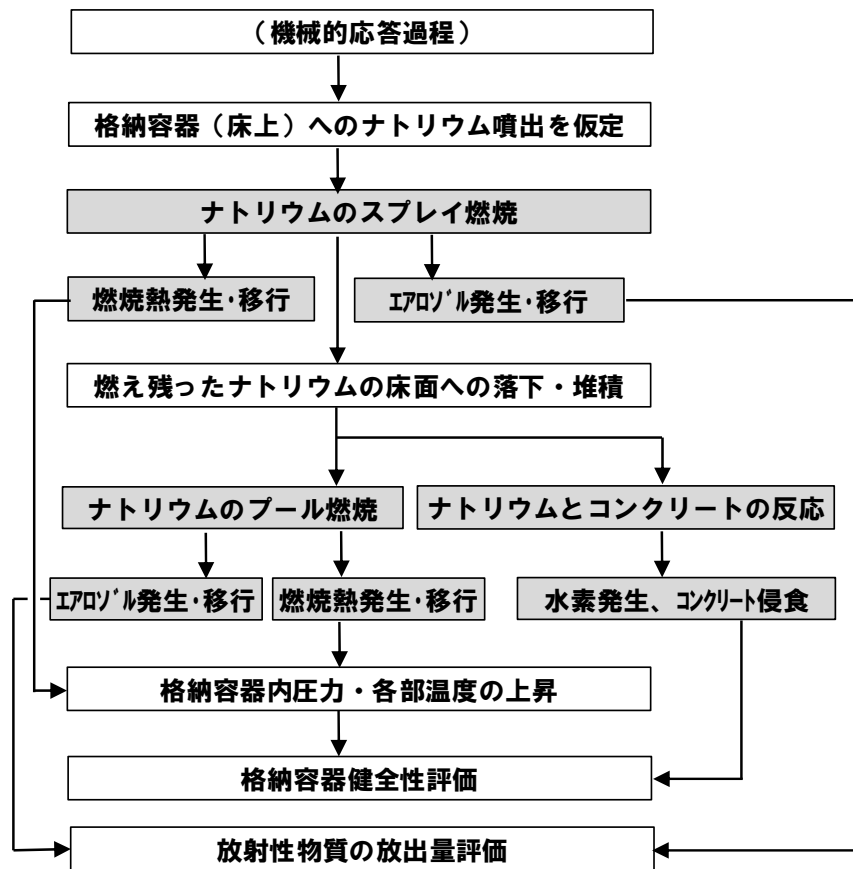 （機械的応答過程）
格納容器（床上）へのナトリウム噴出を仮定
ナトリウムのスプレイ燃焼
燃焼熱発生･移行
ｴｱﾛｿﾞﾙ発生･移行
燃え残ったナトリウムの床面への落下・堆積
ナトリウムのプール燃焼
ナトリウムとコンクリートの反応
ｴｱﾛｿﾞﾙ発生･移行
燃焼熱発生･移行
水素発生、ｺﾝｸﾘｰﾄ侵食
格納容器内圧力・各部温度の上昇
格納容器健全性評価
放射性物質の放出量評価